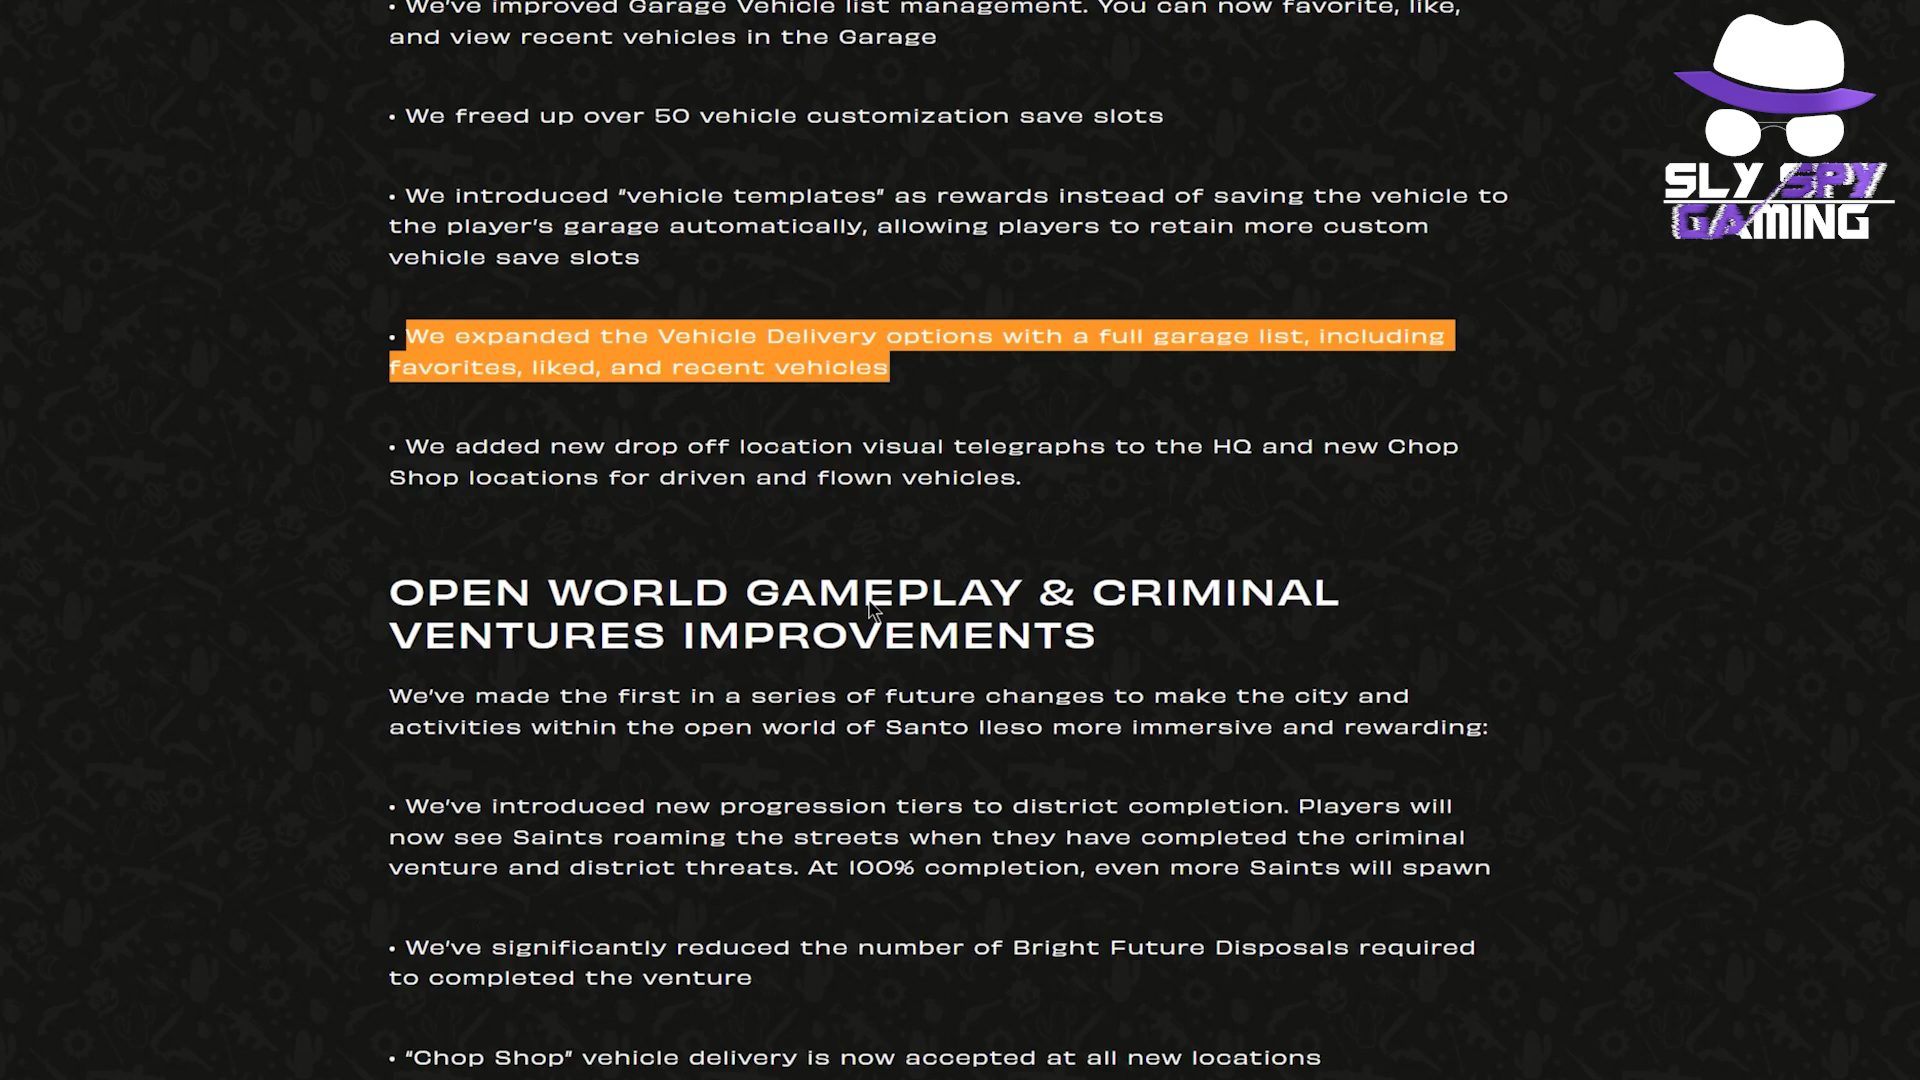 • We've improved Garage Vehicle list management. You can now favorite, like,
and view recent vehicles in the Garage
• We freed up over 50 vehicle customization save slots
• We introduced “vehicle templates” as rewards instead of saving the vehicle to
the player's garage automatically, allowing players to retain more custom
vehicle save slots
• We expanded the Vehicle Delivery options with a full garage list, including
favorites, liked, and recent vehicles
• We added new drop off location visual telegraphs to the HQ and new Chop
Shop locations for driven and flown vehicles.
OPEN WORLD GAMEPLAY & CRIMINAL
VENTURES IMPROVEMENTS
We've made the first in a series of future changes to make the city and
activities within the open world of Santo Ileso more immersive and rewarding:
• We've introduced new progression tiers to district completion. Players will
now see Saints roaming the streets when they have completed the criminal
venture and district threats. At 100% completion, even more Saints will spawn
• We've significantly reduced the number of Bright Future Disposals required
to completed the venture
• “Chop Shop” vehicle delivery is now accepted at all new locations
SLY SPY
GAMING